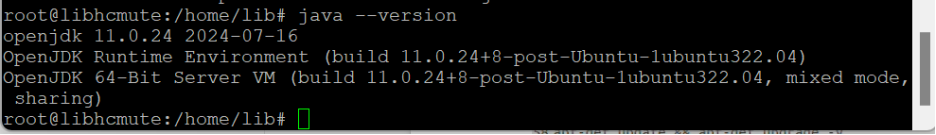 root@libhcmute:/home/lib# java --version
openjdk 11.0.24 2024-07-16
OpenJDK Runtime Environment (build 11.0.24+8-post-Ubuntu-1ubuntu322.04)
OpenJDK 64-Bit Server VM (build 11.0.24+8-post-Ubuntu-1ubuntu322.04, mixed mode,
 sharing)
root@libhcmute:/home/lib#